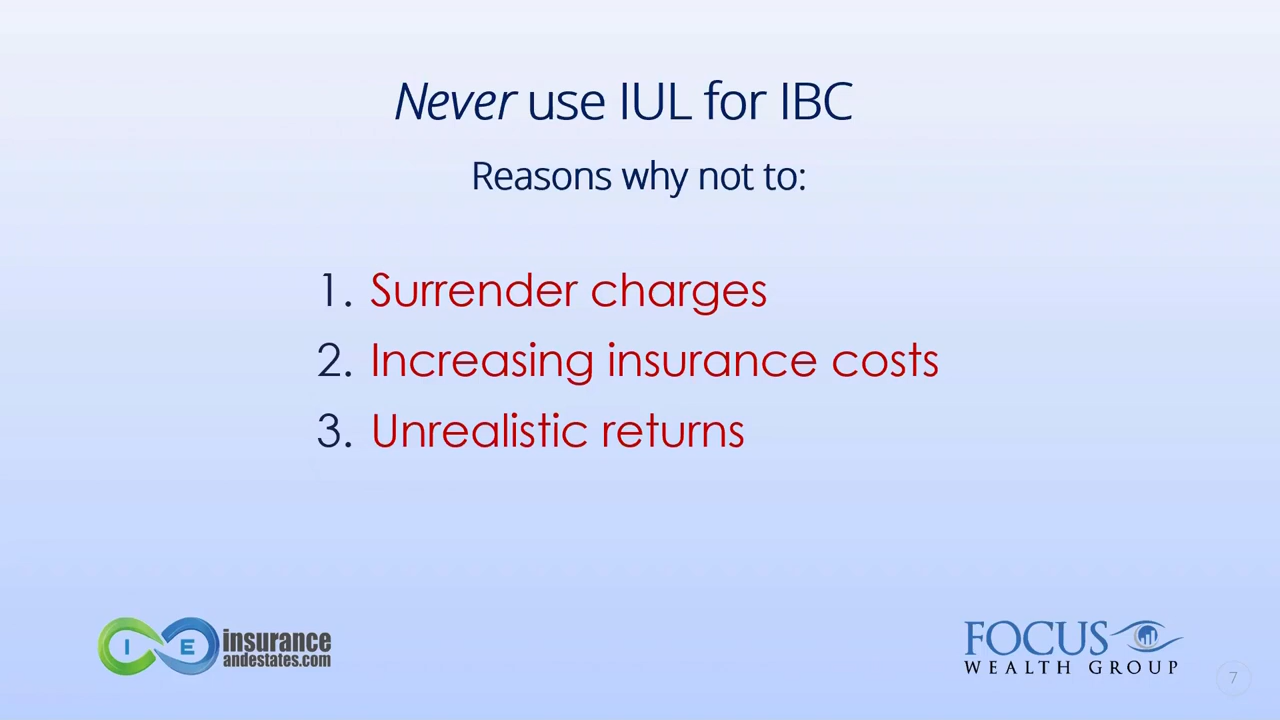 Never use IUL for IBC
Reasons why not to:
1. Surrender charges
2. Increasing insurance costs
3. Unrealistic returns
I E
insurance
andestates.com
FOCUS
WEALTH GROUP
7